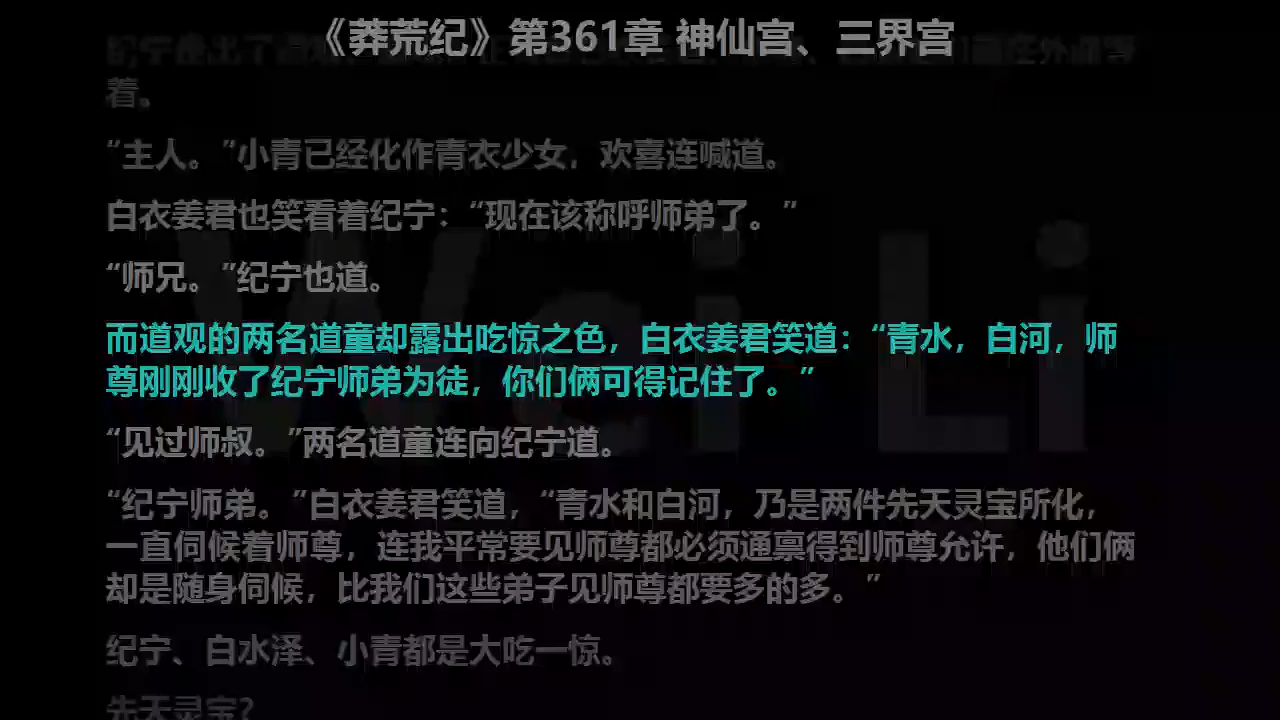 《莽荒纪》第361章 神仙宫、三界宫
着。
“主人。”小青已经化作青衣少女，欢喜连喊道。
白衣姜君也笑看着纪宁：“现在该称呼师弟了。”
“师兄。”纪宁也道。
而道观的两名道童却露出吃惊之色，白衣姜君笑道：“青水，白河，师
尊刚刚收了纪宁师弟为徒，你们俩可得记住了。”
“见过师叔。”两名道童连向纪宁道。
“纪宁师弟。”白衣姜君笑道，“青水和白河，乃是两件先天灵宝所化，
一直伺候着师尊，连我平常要见师尊都必须通禀得到师尊允许，他们俩
却是随身伺候，比我们这些弟子见师尊都要多的多。”
纪宁、白水泽、小青都是大吃一惊。
先天灵宝？
Wei Li